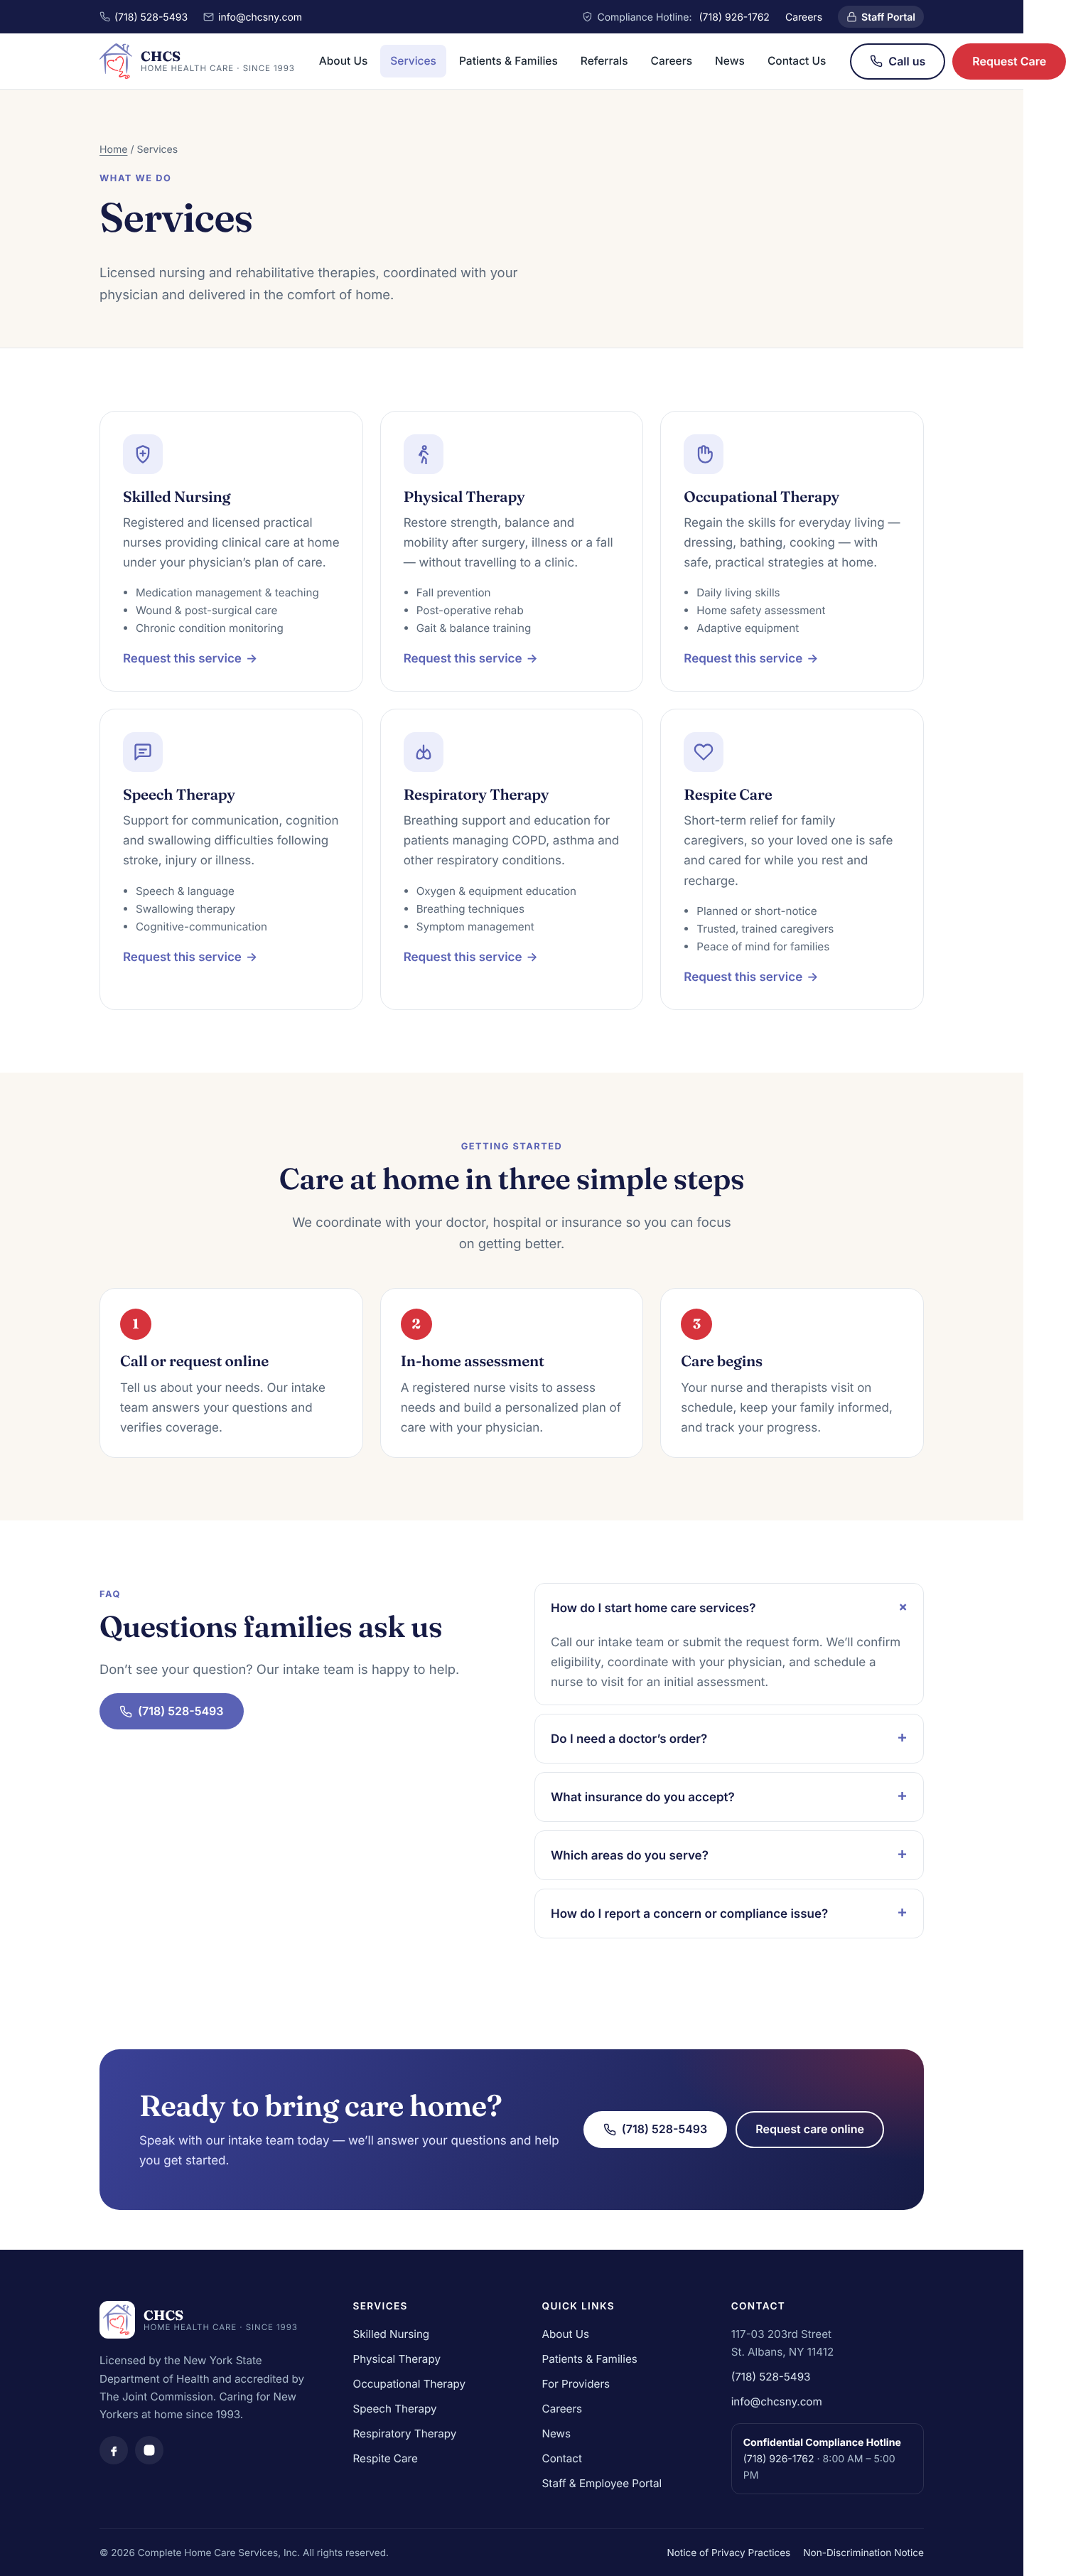 (718) 528-5493 info@chcsny.com Compliance Hotline: (718) 926-1762 Careers Staff Portal
CHCS
HOME HEALTH CARE · SINCE 1993
About Us Services Patients & Families Referrals Careers News Contact Us Call us Request Care
Home / Services
WHAT WE DO
Services
Licensed nursing and rehabilitative therapies, coordinated with your
physician and delivered in the comfort of home.
Skilled Nursing
Registered and licensed practical
nurses providing clinical care at home
under your physician’s plan of care.
• Medication management & teaching
• Wound & post-surgical care
• Chronic condition monitoring
Request this service →
Physical Therapy
Restore strength, balance and
mobility after surgery, illness or a fall
— without travelling to a clinic.
• Fall prevention
• Post-operative rehab
• Gait & balance training
Request this service →
Occupational Therapy
Regain the skills for everyday living —
dressing, bathing, cooking — with
safe, practical strategies at home.
• Daily living skills
• Home safety assessment
• Adaptive equipment
Request this service →
Speech Therapy
Support for communication, cognition
and swallowing difficulties following
stroke, injury or illness.
• Speech & language
• Swallowing therapy
• Cognitive-communication
Request this service →
Respiratory Therapy
Breathing support and education for
patients managing COPD, asthma and
other respiratory conditions.
• Oxygen & equipment education
• Breathing techniques
• Symptom management
Request this service →
Respite Care
Short-term relief for family
caregivers, so your loved one is safe
and cared for while you rest and
recharge.
• Planned or short-notice
• Trusted, trained caregivers
• Peace of mind for families
Request this service →
GETTING STARTED
Care at home in three simple steps
We coordinate with your doctor, hospital or insurance so you can focus
on getting better.
1
Call or request online
Tell us about your needs. Our intake
team answers your questions and
verifies coverage.
2
In-home assessment
A registered nurse visits to assess
needs and build a personalized plan of
care with your physician.
3
Care begins
Your nurse and therapists visit on
schedule, keep your family informed,
and track your progress.
FAQ
Questions families ask us
Don’t see your question? Our intake team is happy to help.
(718) 528-5493
How do I start home care services?
Call our intake team or submit the request form. We’ll confirm
eligibility, coordinate with your physician, and schedule a
nurse to visit for an initial assessment.
Do I need a doctor’s order? +
What insurance do you accept? +
Which areas do you serve? +
How do I report a concern or compliance issue? +
Ready to bring care home?
Speak with our intake team today — we’ll answer your questions and help
you get started.
(718) 528-5493 Request care online
CHCS
HOME HEALTH CARE · SINCE 1993
Licensed by the New York State
Department of Health and accredited by
The Joint Commission. Caring for New
Yorkers at home since 1993.
SERVICES
Skilled Nursing
Physical Therapy
Occupational Therapy
Speech Therapy
Respiratory Therapy
Respite Care
QUICK LINKS
About Us
Patients & Families
For Providers
Careers
News
Contact
Staff & Employee Portal
CONTACT
117-03 203rd Street
St. Albans, NY 11412
(718) 528-5493
info@chcsny.com
Confidential Compliance Hotline
(718) 926-1762 · 8:00 AM – 5:00
PM
© 2026 Complete Home Care Services, Inc. All rights reserved.
Notice of Privacy Practices Non-Discrimination Notice